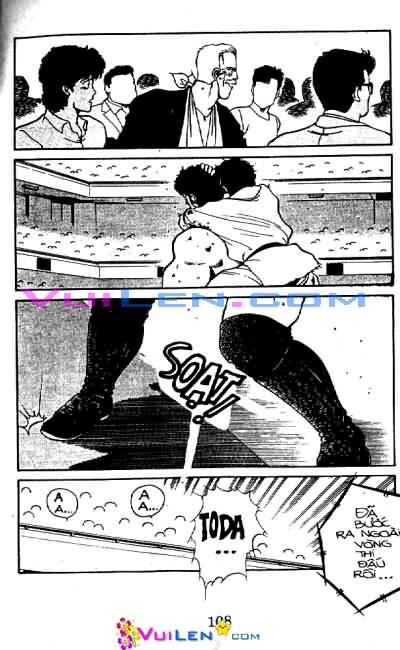 VUILEN.COM
SOẠT!!
A
A...
A
A...
TODA
...
ĐÃ
BƯỚC
RA NGOÀI
VÒNG
THI
ĐẤU
RỒI...
108
VUILEN.COM